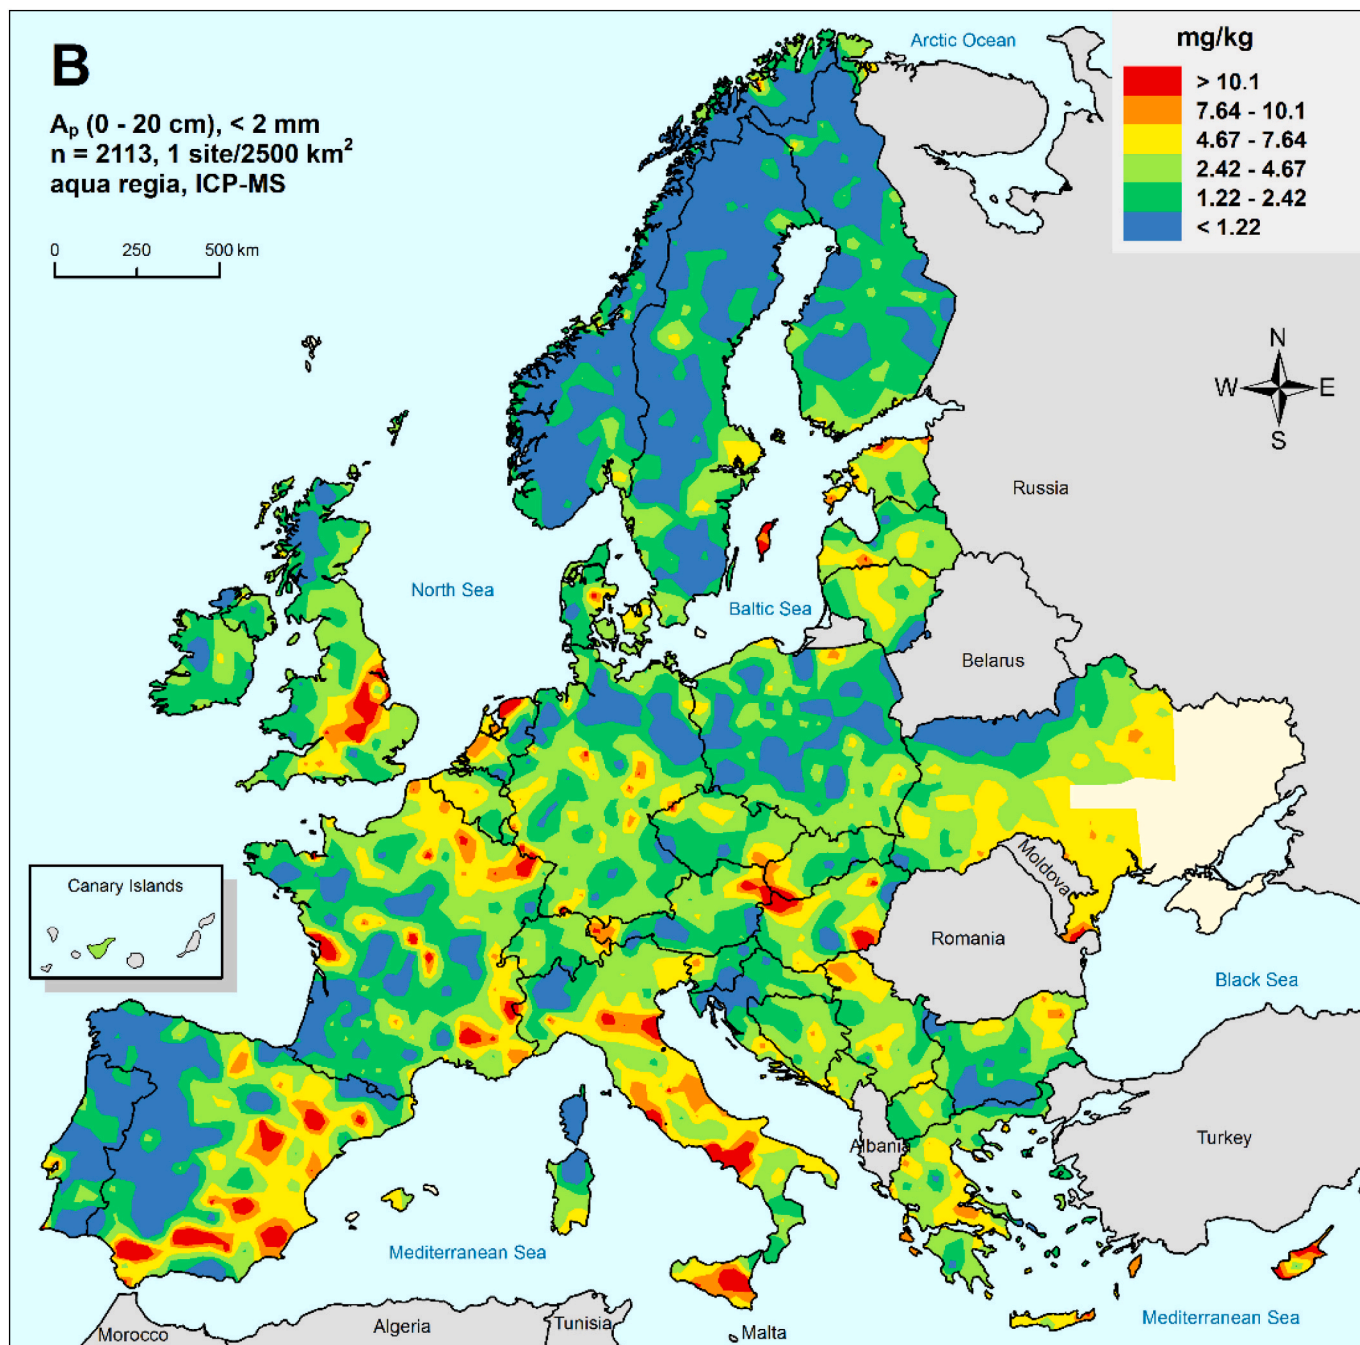 B
Aₚ (0 - 20 cm), < 2 mm
n = 2113, 1 site/2500 km²
aqua regia, ICP-MS
0 250 500 km
Arctic Ocean
mg/kg
> 10.1
7.64 - 10.1
4.67 - 7.64
2.42 - 4.67
1.22 - 2.42
< 1.22
N
W E
S
Russia
North Sea
Baltic Sea
Belarus
Moldova
Canary Islands
Romania
Black Sea
Albania
Turkey
Mediterranean Sea
Mediterranean Sea
Morocco
Algeria
Tunisia
Malta